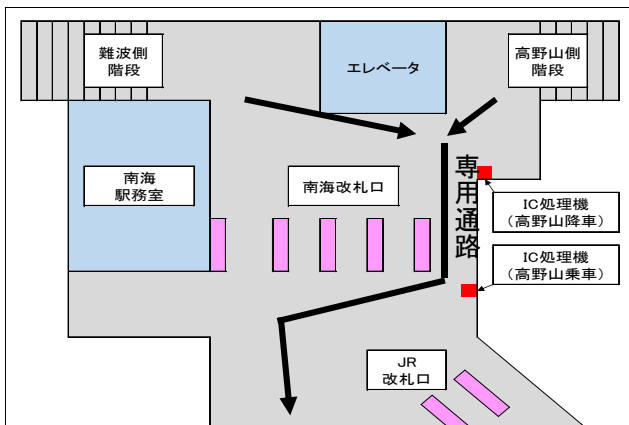 難波側
階段
エレベータ
高野山側
階段
南海
駅務室
南海改札口
専用通路
IC処理機
(高野山降車)
IC処理機
(高野山乗車)
JR
改札口